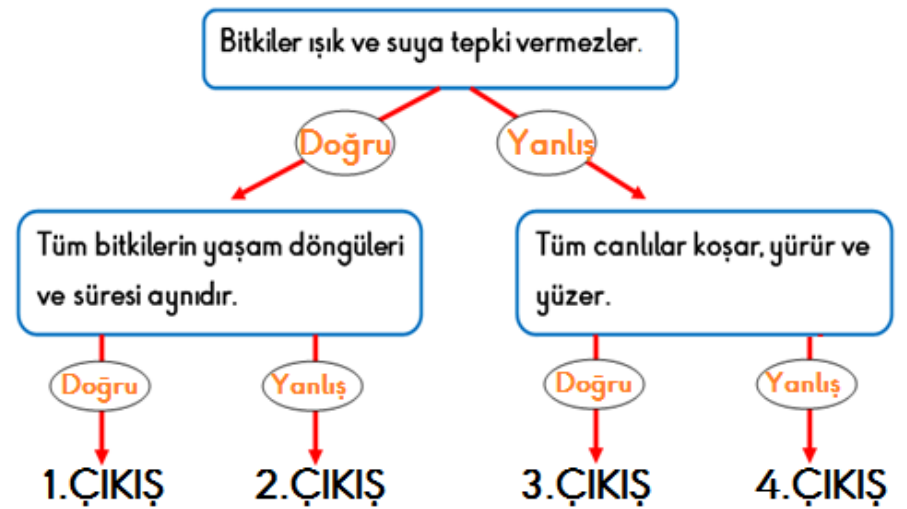 Bitkiler ışık ve suya tepki vermezler.
Doğru
Yanlış
Tüm bitkilerin yaşam döngüleri
ve süresi aynıdır.
Tüm canlılar koşar, yürür ve
yüzer.
Doğru
Yanlış
Doğru
Yanlış
1.ÇIKIŞ
2.ÇIKIŞ
3.ÇIKIŞ
4.ÇIKIŞ